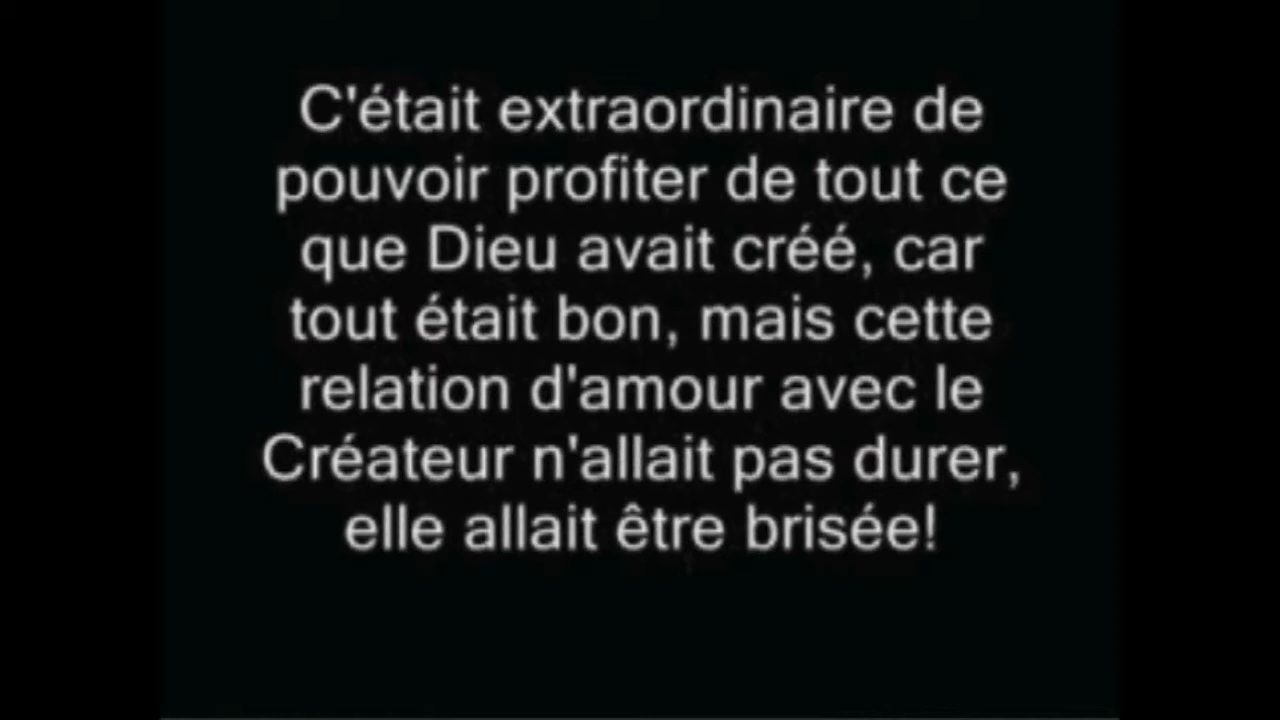 C'était extraordinaire de
pouvoir profiter de tout ce
que Dieu avait créé, car
tout était bon, mais cette
relation d'amour avec le
Créateur n'allait pas durer,
elle allait être brisée!